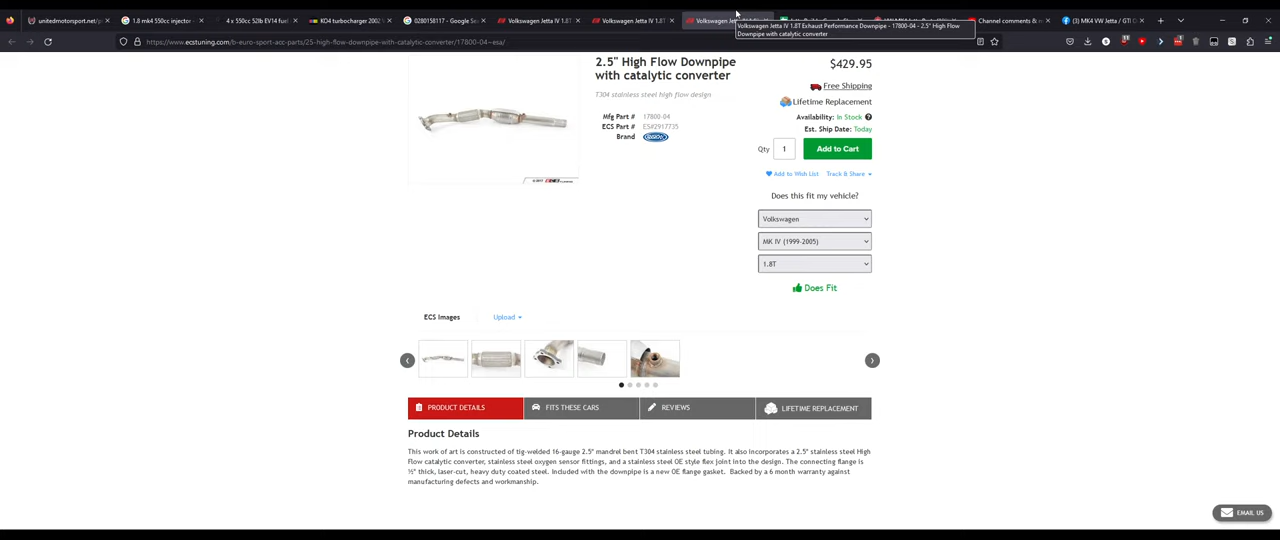 unitedmotorsport.net/p
1.8 mk4 550cc injector
4 x 550cc 52lb EV14 fuel
KO4 turbocharger 2002
0280158117 - Google Se
Volkswagen Jetta IV 1.8T
Volkswagen Jetta IV 1.8T
Volkswagen Jet
Channel comments & m
(3) MK4 VW Jetta / GTI O
Volkswagen Jetta IV 1.8T Exhaust Performance Downpipe - 17800-04 - 2.5" High Flow
Downpipe with catalytic converter
https://www.ecstuning.com/b-euro-sport-acc-parts/25-high-flow-downpipe-with-catalytic-converter/17800-04~esa/
2.5" High Flow Downpipe
with catalytic converter
T304 stainless steel high flow design
Mfg Part # 17800-04
ECS Part # ES#2917735
Brand
$429.95
Free Shipping
Lifetime Replacement
Availability: In Stock
Est. Ship Date: Today
Qty 1 Add to Cart
Add to Wish List Track & Share
Does this fit my vehicle?
Volkswagen
MK IV (1999-2005)
1.8T
Does Fit
ECS Images Upload
PRODUCT DETAILS
FITS THESE CARS
REVIEWS
LIFETIME REPLACEMENT
Product Details
This work of art is constructed of tig-welded 16-gauge 2.5" mandrel bent T304 stainless steel tubing. It also incorporates a 2.5" stainless steel High
Flow catalytic converter, stainless steel oxygen sensor fittings, and a stainless steel OE style flex joint into the design. The connecting flange is
½" thick, laser-cut, heavy duty coated steel. Included with the downpipe is a new OE flange gasket. Backed by a 6 month warranty against
manufacturing defects and workmanship.
EMAIL US